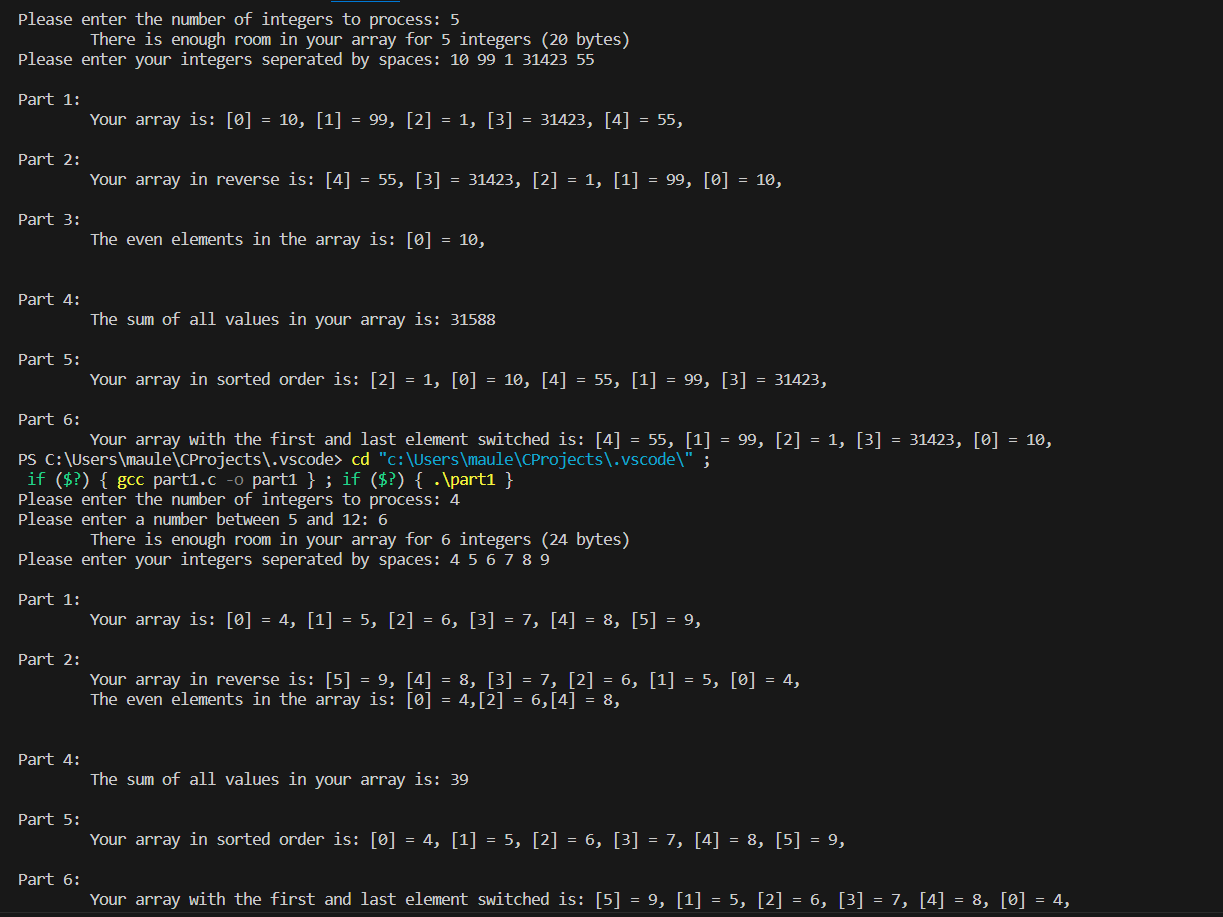 Please enter the number of integers to process: 5
There is enough room in your array for 5 integers (20 bytes)
Please enter your integers seperated by spaces: 10 99 1 31423 55
Part 1:
Your array is: [0] = 10, [1] = 99, [2] = 1, [3] = 31423, [4] = 55,
Part 2:
Your array in reverse is: [4] = 55, [3] = 31423, [2] = 1, [1] = 99, [0] = 10,
Part 3:
The even elements in the array is: [0] = 10,
Part 4:
The sum of all values in your array is: 31588
Part 5:
Your array in sorted order is: [2] = 1, [0] = 10, [4] = 55, [1] = 99, [3] = 31423,
Part 6:
Your array with the first and last element switched is: [4] = 55, [1] = 99, [2] = 1, [3] = 31423, [0] = 10,
PS C:\Users\maule\CProjects\.vscode> cd "c:\Users\maule\CProjects\.vscode\" ;
if ($?) { gcc part1.c -o part1 } ; if ($?) { .\part1 }
Please enter the number of integers to process: 4
Please enter a number between 5 and 12: 6
There is enough room in your array for 6 integers (24 bytes)
Please enter your integers seperated by spaces: 4 5 6 7 8 9
Part 1:
Your array is: [0] = 4, [1] = 5, [2] = 6, [3] = 7, [4] = 8, [5] = 9,
Part 2:
Your array in reverse is: [5] = 9, [4] = 8, [3] = 7, [2] = 6, [1] = 5, [0] = 4,
The even elements in the array is: [0] = 4,[2] = 6,[4] = 8,
Part 4:
The sum of all values in your array is: 39
Part 5:
Your array in sorted order is: [0] = 4, [1] = 5, [2] = 6, [3] = 7, [4] = 8, [5] = 9,
Part 6:
Your array with the first and last element switched is: [5] = 9, [1] = 5, [2] = 6, [3] = 7, [4] = 8, [0] = 4,